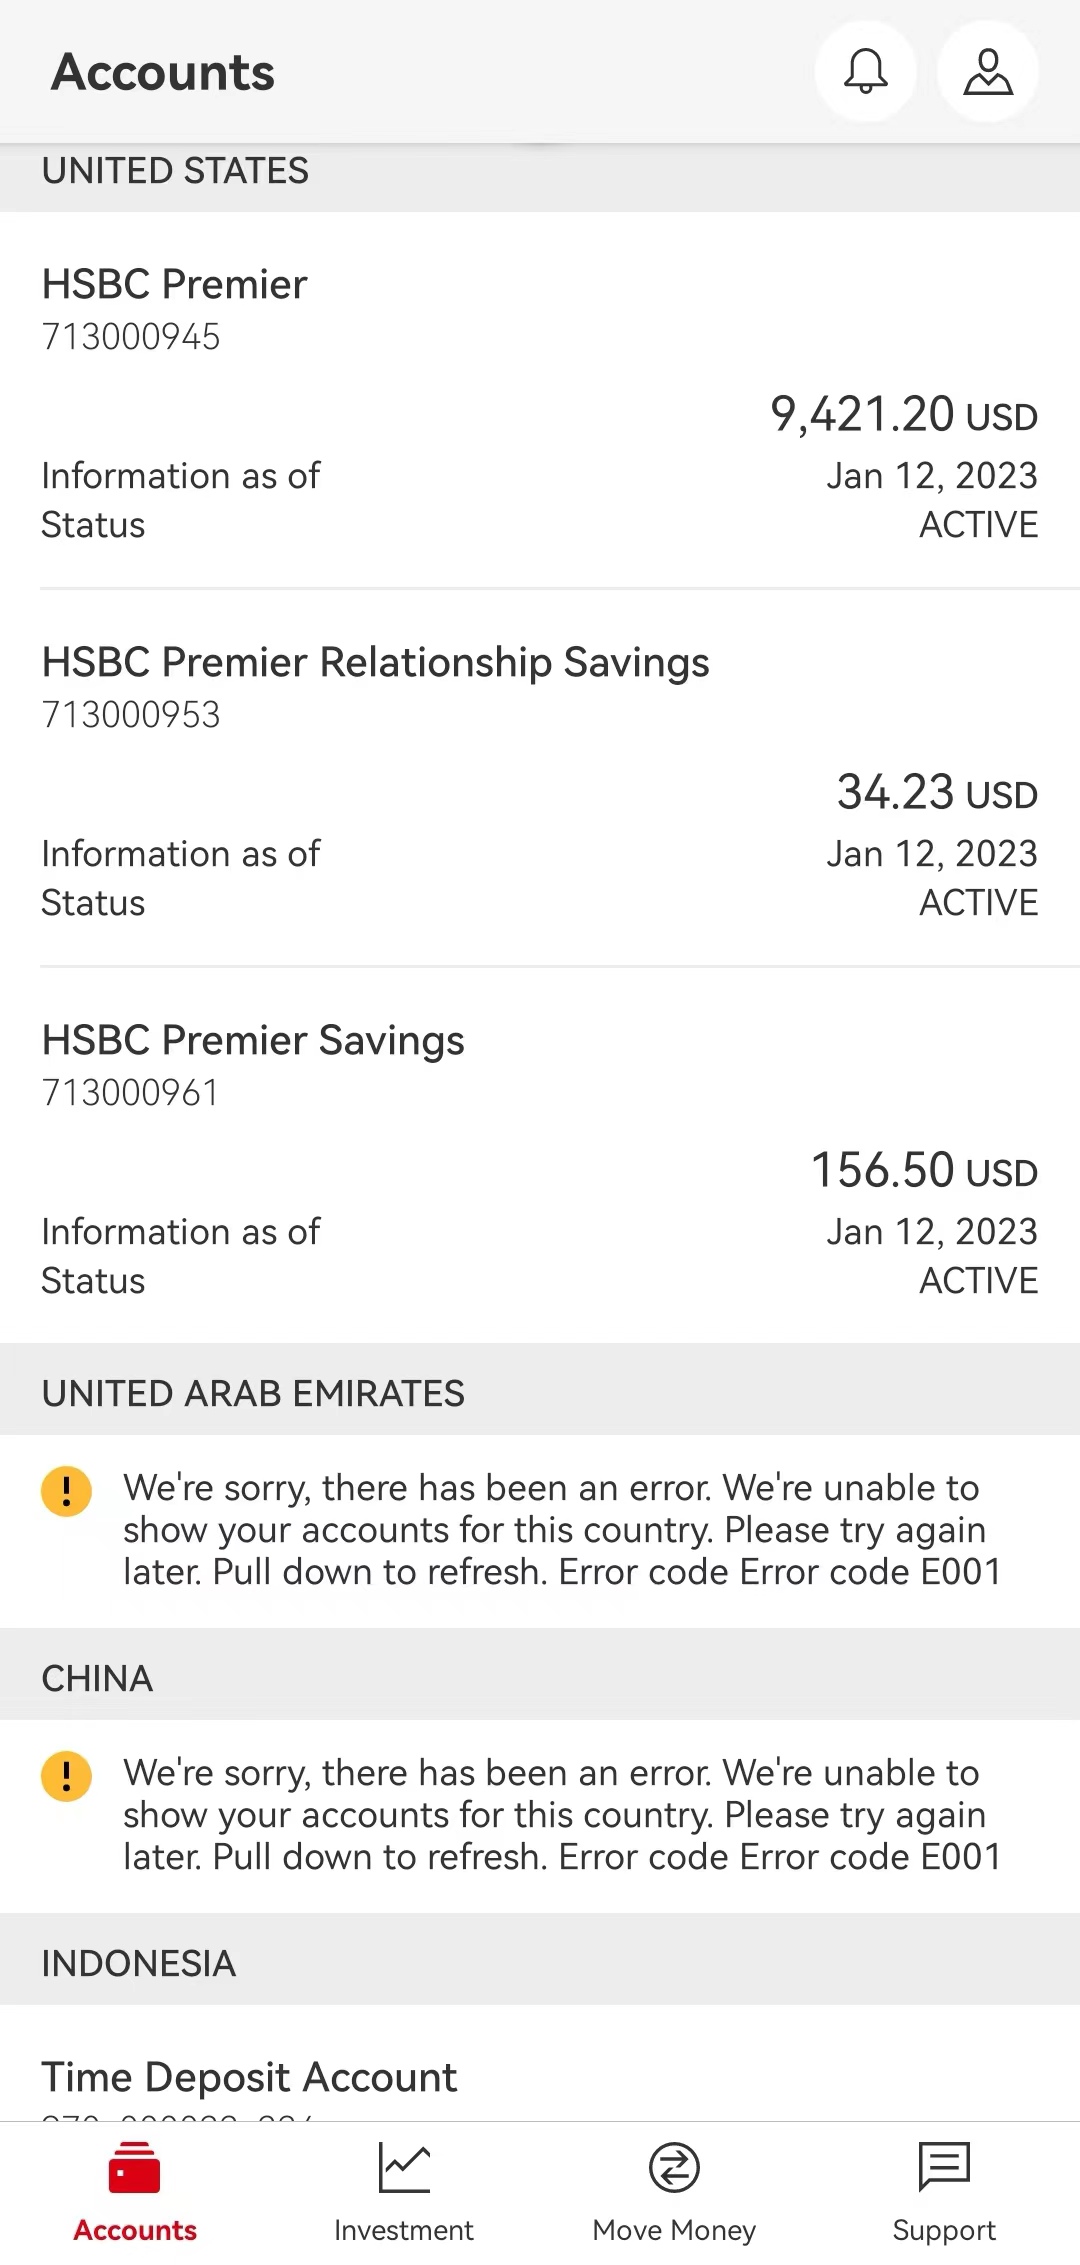 Accounts
UNITED STATES
HSBC Premier
713000945
9,421.20 USD
Information as of Jan 12, 2023
Status ACTIVE
HSBC Premier Relationship Savings
713000953
34.23 USD
Information as of Jan 12, 2023
Status ACTIVE
HSBC Premier Savings
713000961
156.50 USD
Information as of Jan 12, 2023
Status ACTIVE
UNITED ARAB EMIRATES
We're sorry, there has been an error. We're unable to
show your accounts for this country. Please try again
later. Pull down to refresh. Error code Error code E001
CHINA
We're sorry, there has been an error. We're unable to
show your accounts for this country. Please try again
later. Pull down to refresh. Error code Error code E001
INDONESIA
Time Deposit Account
Accounts Investment Move Money Support